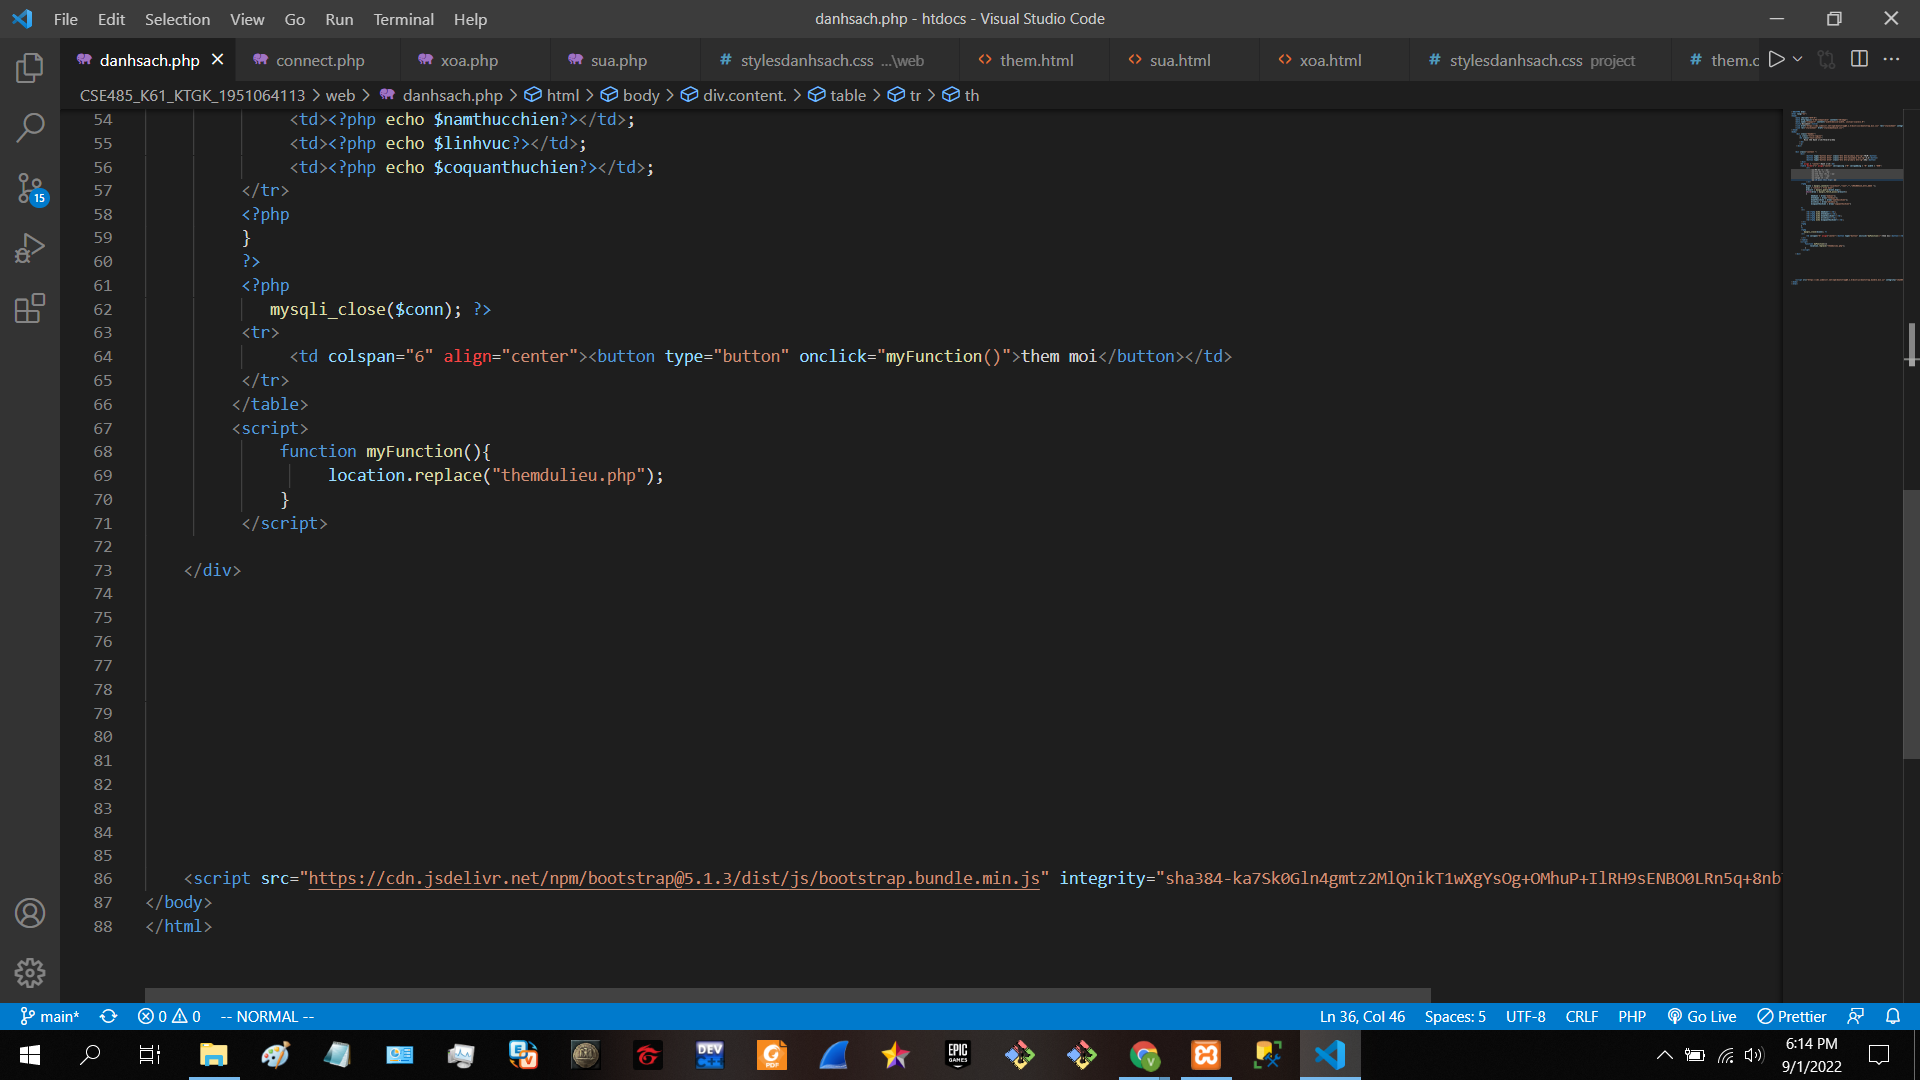 File Edit Selection View Go Run Terminal Help danhsach.php - htdocs - Visual Studio Code
danhsach.php connect.php xoa.php sua.php stylesdanhsach.css ...\web them.html sua.html xoa.html stylesdanhsach.css project them.c
CSE485_K61_KTGK_1951064113 > web > danhsach.php > html > body > div.content. > table > tr > th
54 <td><?php echo $namthucchien?></td>;
55 <td><?php echo $linhvuc?></td>;
56 <td><?php echo $coquanthuchien?></td>;
57 </tr>
58 <?php
59 }
60 ?>
61 <?php
62 mysqli_close($conn); ?>
63 <tr>
64 <td colspan="6" align="center"><button type="button" onclick="myFunction()">them moi</button></td>
65 </tr>
66 </table>
67 <script>
68 function myFunction(){
69 location.replace("themdulieu.php");
70 }
71 </script>
72
73 </div>
74
75
76
77
78
79
80
81
82
83
84
85
86 <script src="https://cdn.jsdelivr.net/npm/bootstrap@5.1.3/dist/js/bootstrap.bundle.min.js" integrity="sha384-ka7Sk0Gln4gmtz2MlQnikT1wXgYsOg+OMhuP+IlRH9sENBO0LRn5q+8nb
87 </body>
88 </html>
15
main* 0 0 -- NORMAL -- Ln 36, Col 46 Spaces: 5 UTF-8 CRLF PHP Go Live Prettier
DEV C++ PDF EPIC GAMES V 6:14 PM
9/1/2022